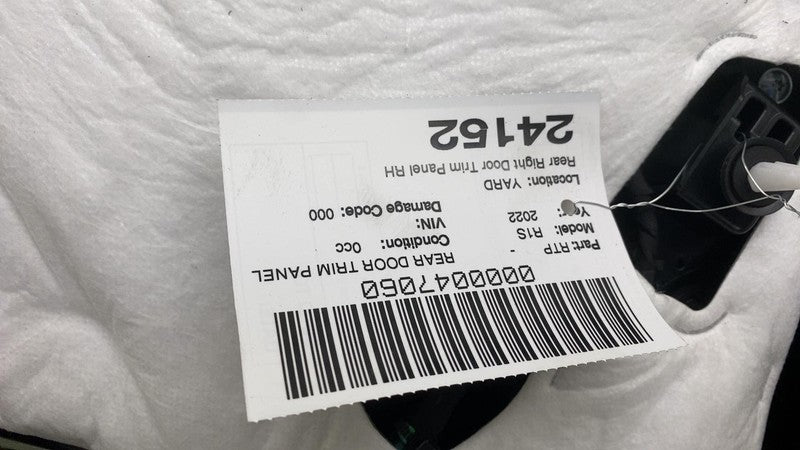 0000047060
REAR DOOR TRIM PANEL
Part: RTP -
Model: R1S Condition: 0cc
Yr: 2022 VIN:
Damage Code: 000
Location: YARD
Rear Right Door Trim Panel RH
24152